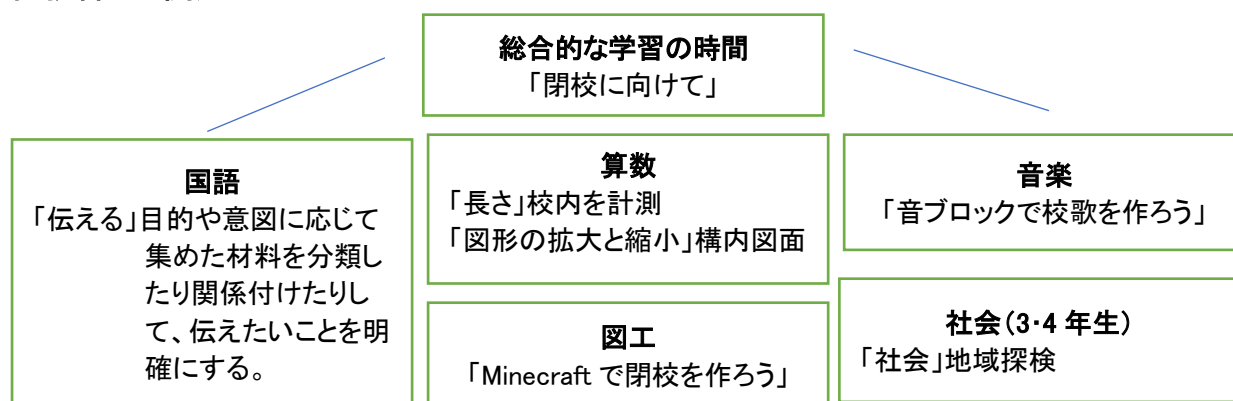 総合的な学習の時間
「閉校に向けて」
国語
「伝える」目的や意図に応じて
集めた材料を分類し
たり関係付けたりし
て、伝えたいことを明
確にする。
算数
「長さ」校内を計測
「図形の拡大と縮小」構内図面
図工
「Minecraft で閉校を作ろう」
音楽
「音ブロックで校歌を作ろう」
社会(3・4 年生)
「社会」地域探検